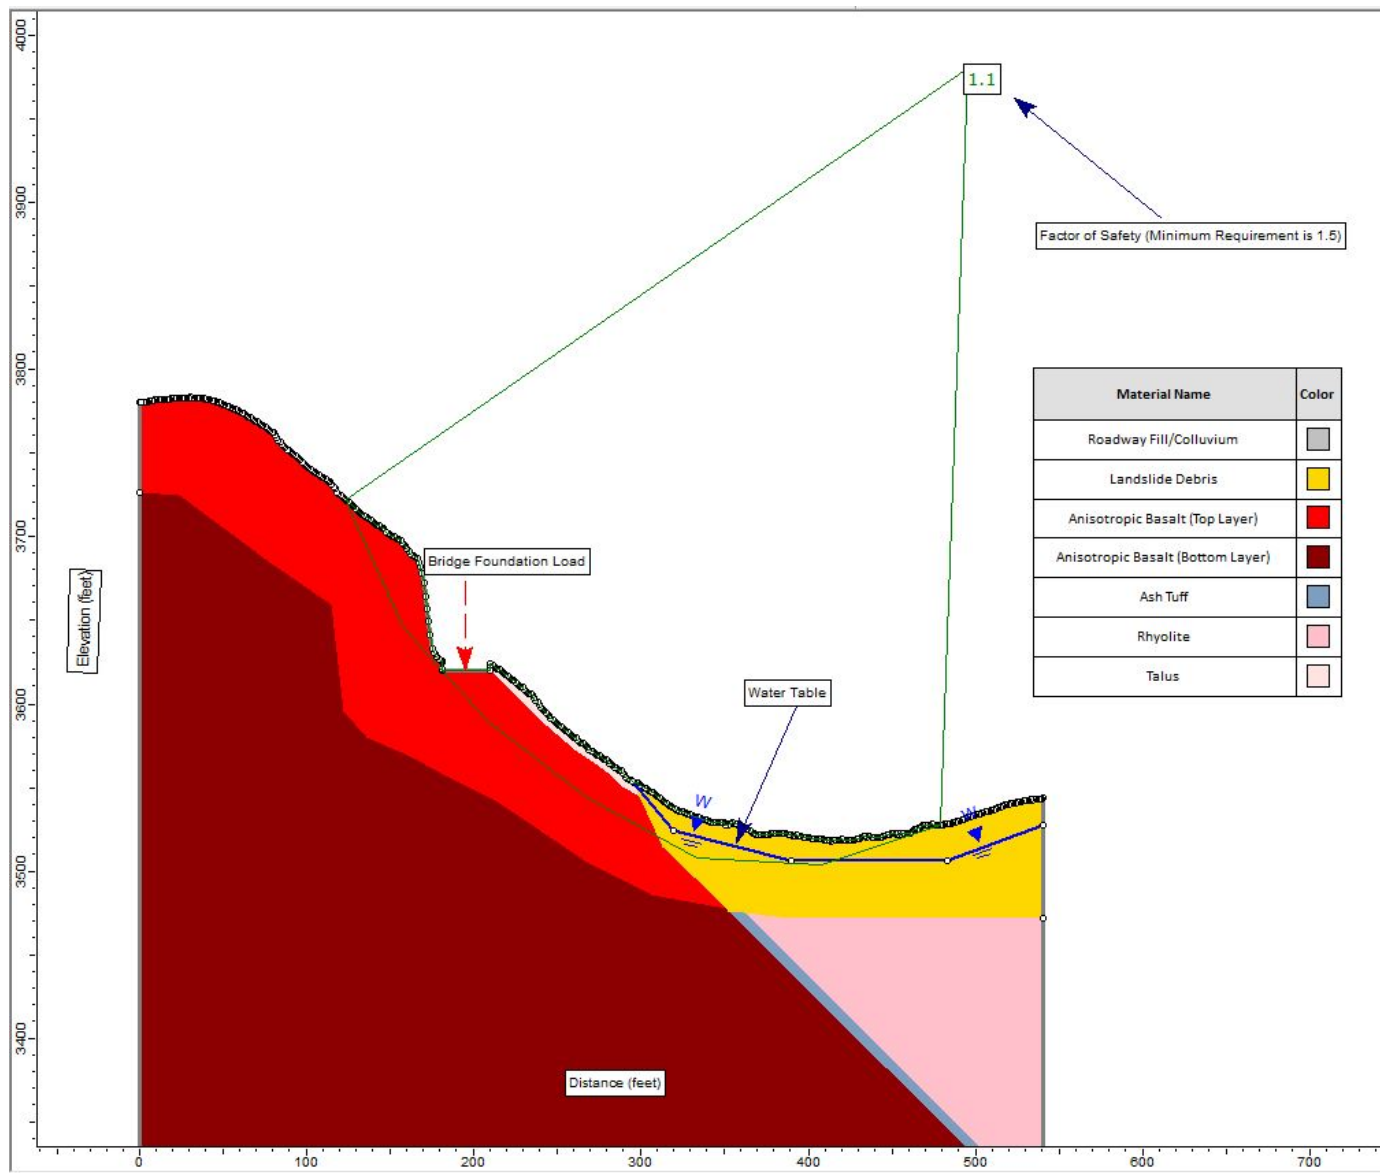 4000
3900
3800
3700
3600
3500
3400
Elevation (feet)
1.1
Factor of Safety (Minimum Requirement is 1.5)
Material Name Color
Roadway Fill/Colluvium
Landslide Debris
Anisotropic Basalt (Top Layer)
Anisotropic Basalt (Bottom Layer)
Ash Tuff
Rhyolite
Talus
Bridge Foundation Load
Water Table
W
W
Distance (feet)
0 100 200 300 400 500 600 700